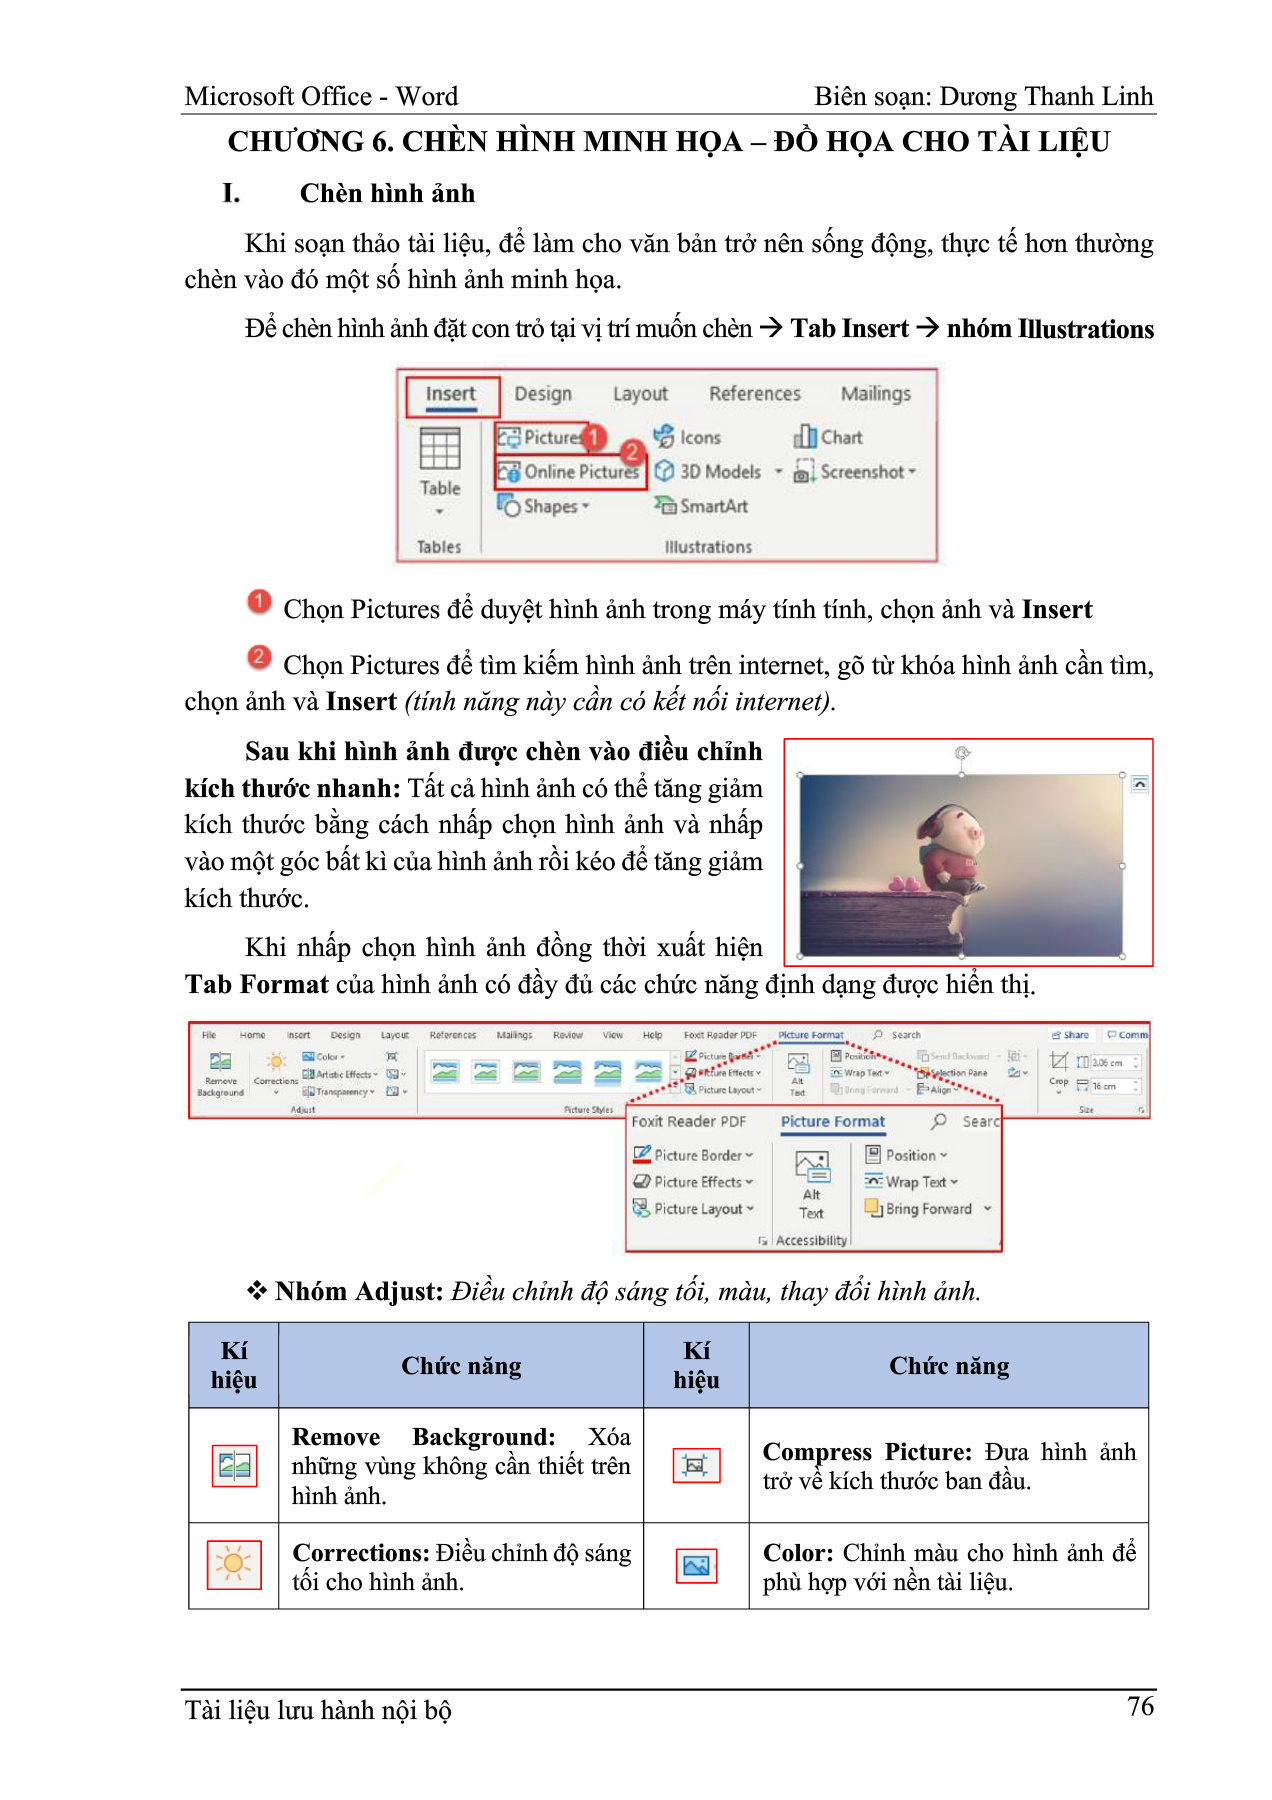 Microsoft Office - Word Biên soạn: Dương Thanh Linh
CHƯƠNG 6. CHÈN HÌNH MINH HỌA – ĐỒ HỌA CHO TÀI LIỆU
I. Chèn hình ảnh
Khi soạn thảo tài liệu, để làm cho văn bản trở nên sống động, thực tế hơn thường
chèn vào đó một số hình ảnh minh họa.
Để chèn hình ảnh đặt con trỏ tại vị trí muốn chèn → Tab Insert → nhóm Illustrations
Insert Design Layout References Mailings
Pictures 1 Icons Chart
2
Online Pictures 3D Models Screenshot
Table
Shapes SmartArt
Tables Illustrations
1 Chọn Pictures để duyệt hình ảnh trong máy tính tính, chọn ảnh và Insert
2 Chọn Pictures để tìm kiếm hình ảnh trên internet, gõ từ khóa hình ảnh cần tìm,
chọn ảnh và Insert (tính năng này cần có kết nối internet).
Sau khi hình ảnh được chèn vào điều chỉnh
kích thước nhanh: Tất cả hình ảnh có thể tăng giảm
kích thước bằng cách nhấp chọn hình ảnh và nhấp
vào một góc bất kì của hình ảnh rồi kéo để tăng giảm
kích thước.
Khi nhấp chọn hình ảnh đồng thời xuất hiện
Tab Format của hình ảnh có đầy đủ các chức năng định dạng được hiển thị.
File Home Insert Design Layout References Mailings Review View Help Foxit Reader PDF Picture Format Search Share Comm
Remove Background
Corrections
Color
Artistic Effects
Transparency
Adjust
Picture Styles
Picture Border
Picture Effects
Picture Layout
Alt Text
Position
Wrap Text
Bring Forward
Send Backward
Selection Pane
Align
Crop
3.06 cm
16 cm
Size
Foxit Reader PDF Picture Format Searc
Picture Border Position
Picture Effects Wrap Text
Alt
Picture Layout Text Bring Forward
Accessibility
❖ Nhóm Adjust: Điều chỉnh độ sáng tối, màu, thay đổi hình ảnh.
Kí hiệu
Chức năng
Kí hiệu
Chức năng
Remove Background: Xóa
những vùng không cần thiết trên
hình ảnh.
Compress Picture: Đưa hình ảnh
trở về kích thước ban đầu.
Corrections: Điều chỉnh độ sáng
tối cho hình ảnh.
Color: Chỉnh màu cho hình ảnh để
phù hợp với nền tài liệu.
Tài liệu lưu hành nội bộ 76